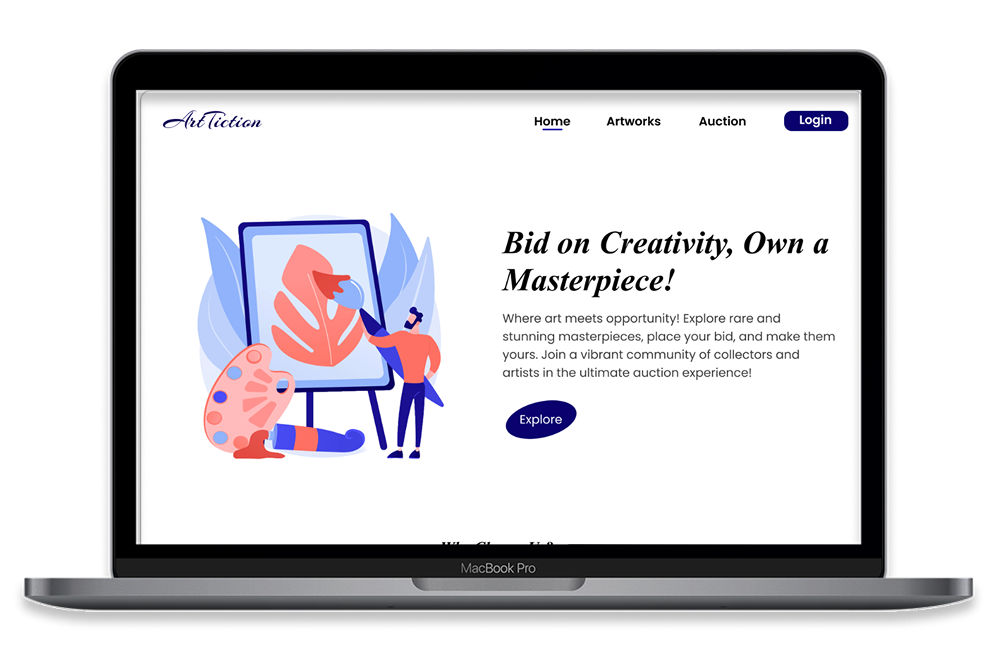 ArtTiction
Home Artworks Auction Login
Bid on Creativity, Own a
Masterpiece!
Where art meets opportunity! Explore rare and
stunning masterpieces, place your bid, and make them
yours. Join a vibrant community of collectors and
artists in the ultimate auction experience!
Explore
MacBook Pro